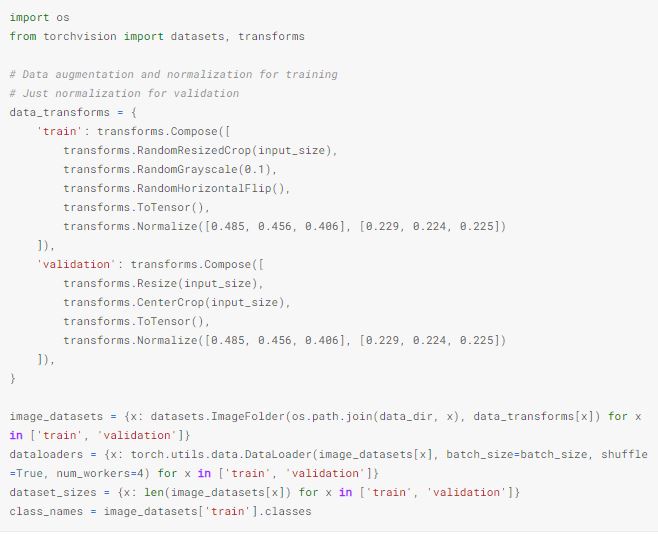 import os
from torchvision import datasets, transforms
# Data augmentation and normalization for training
# Just normalization for validation
data_transforms = {
    'train': transforms.Compose([
        transforms.RandomResizedCrop(input_size),
        transforms.RandomGrayscale(0.1),
        transforms.RandomHorizontalFlip(),
        transforms.ToTensor(),
        transforms.Normalize([0.485, 0.456, 0.406], [0.229, 0.224, 0.225])
    ]),
    'validation': transforms.Compose([
        transforms.Resize(input_size),
        transforms.CenterCrop(input_size),
        transforms.ToTensor(),
        transforms.Normalize([0.485, 0.456, 0.406], [0.229, 0.224, 0.225])
    ]),
}
image_datasets = {x: datasets.ImageFolder(os.path.join(data_dir, x), data_transforms[x]) for x
in ['train', 'validation']}
dataloaders = {x: torch.utils.data.DataLoader(image_datasets[x], batch_size=batch_size, shuffle
=True, num_workers=4) for x in ['train', 'validation']}
dataset_sizes = {x: len(image_datasets[x]) for x in ['train', 'validation']}
class_names = image_datasets['train'].classes